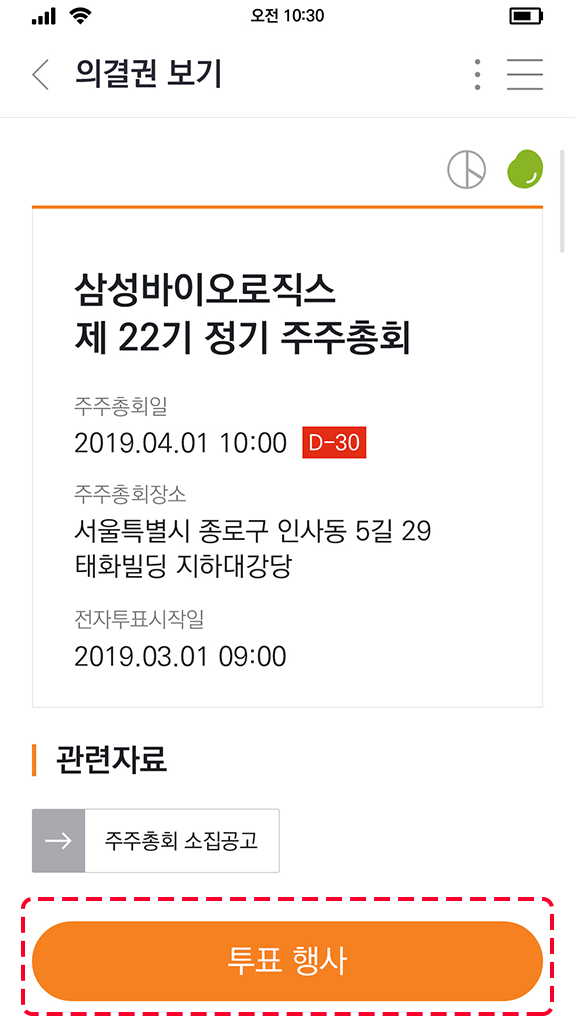 오전 10:30
의결권 보기
삼성바이오로직스
제 22기 정기 주주총회
주주총회일
2019.04.01 10:00 D-30
주주총회장소
서울특별시 종로구 인사동 5길 29
태화빌딩 지하대강당
전자투표시작일
2019.03.01 09:00
관련자료
주주총회 소집공고
투표 행사